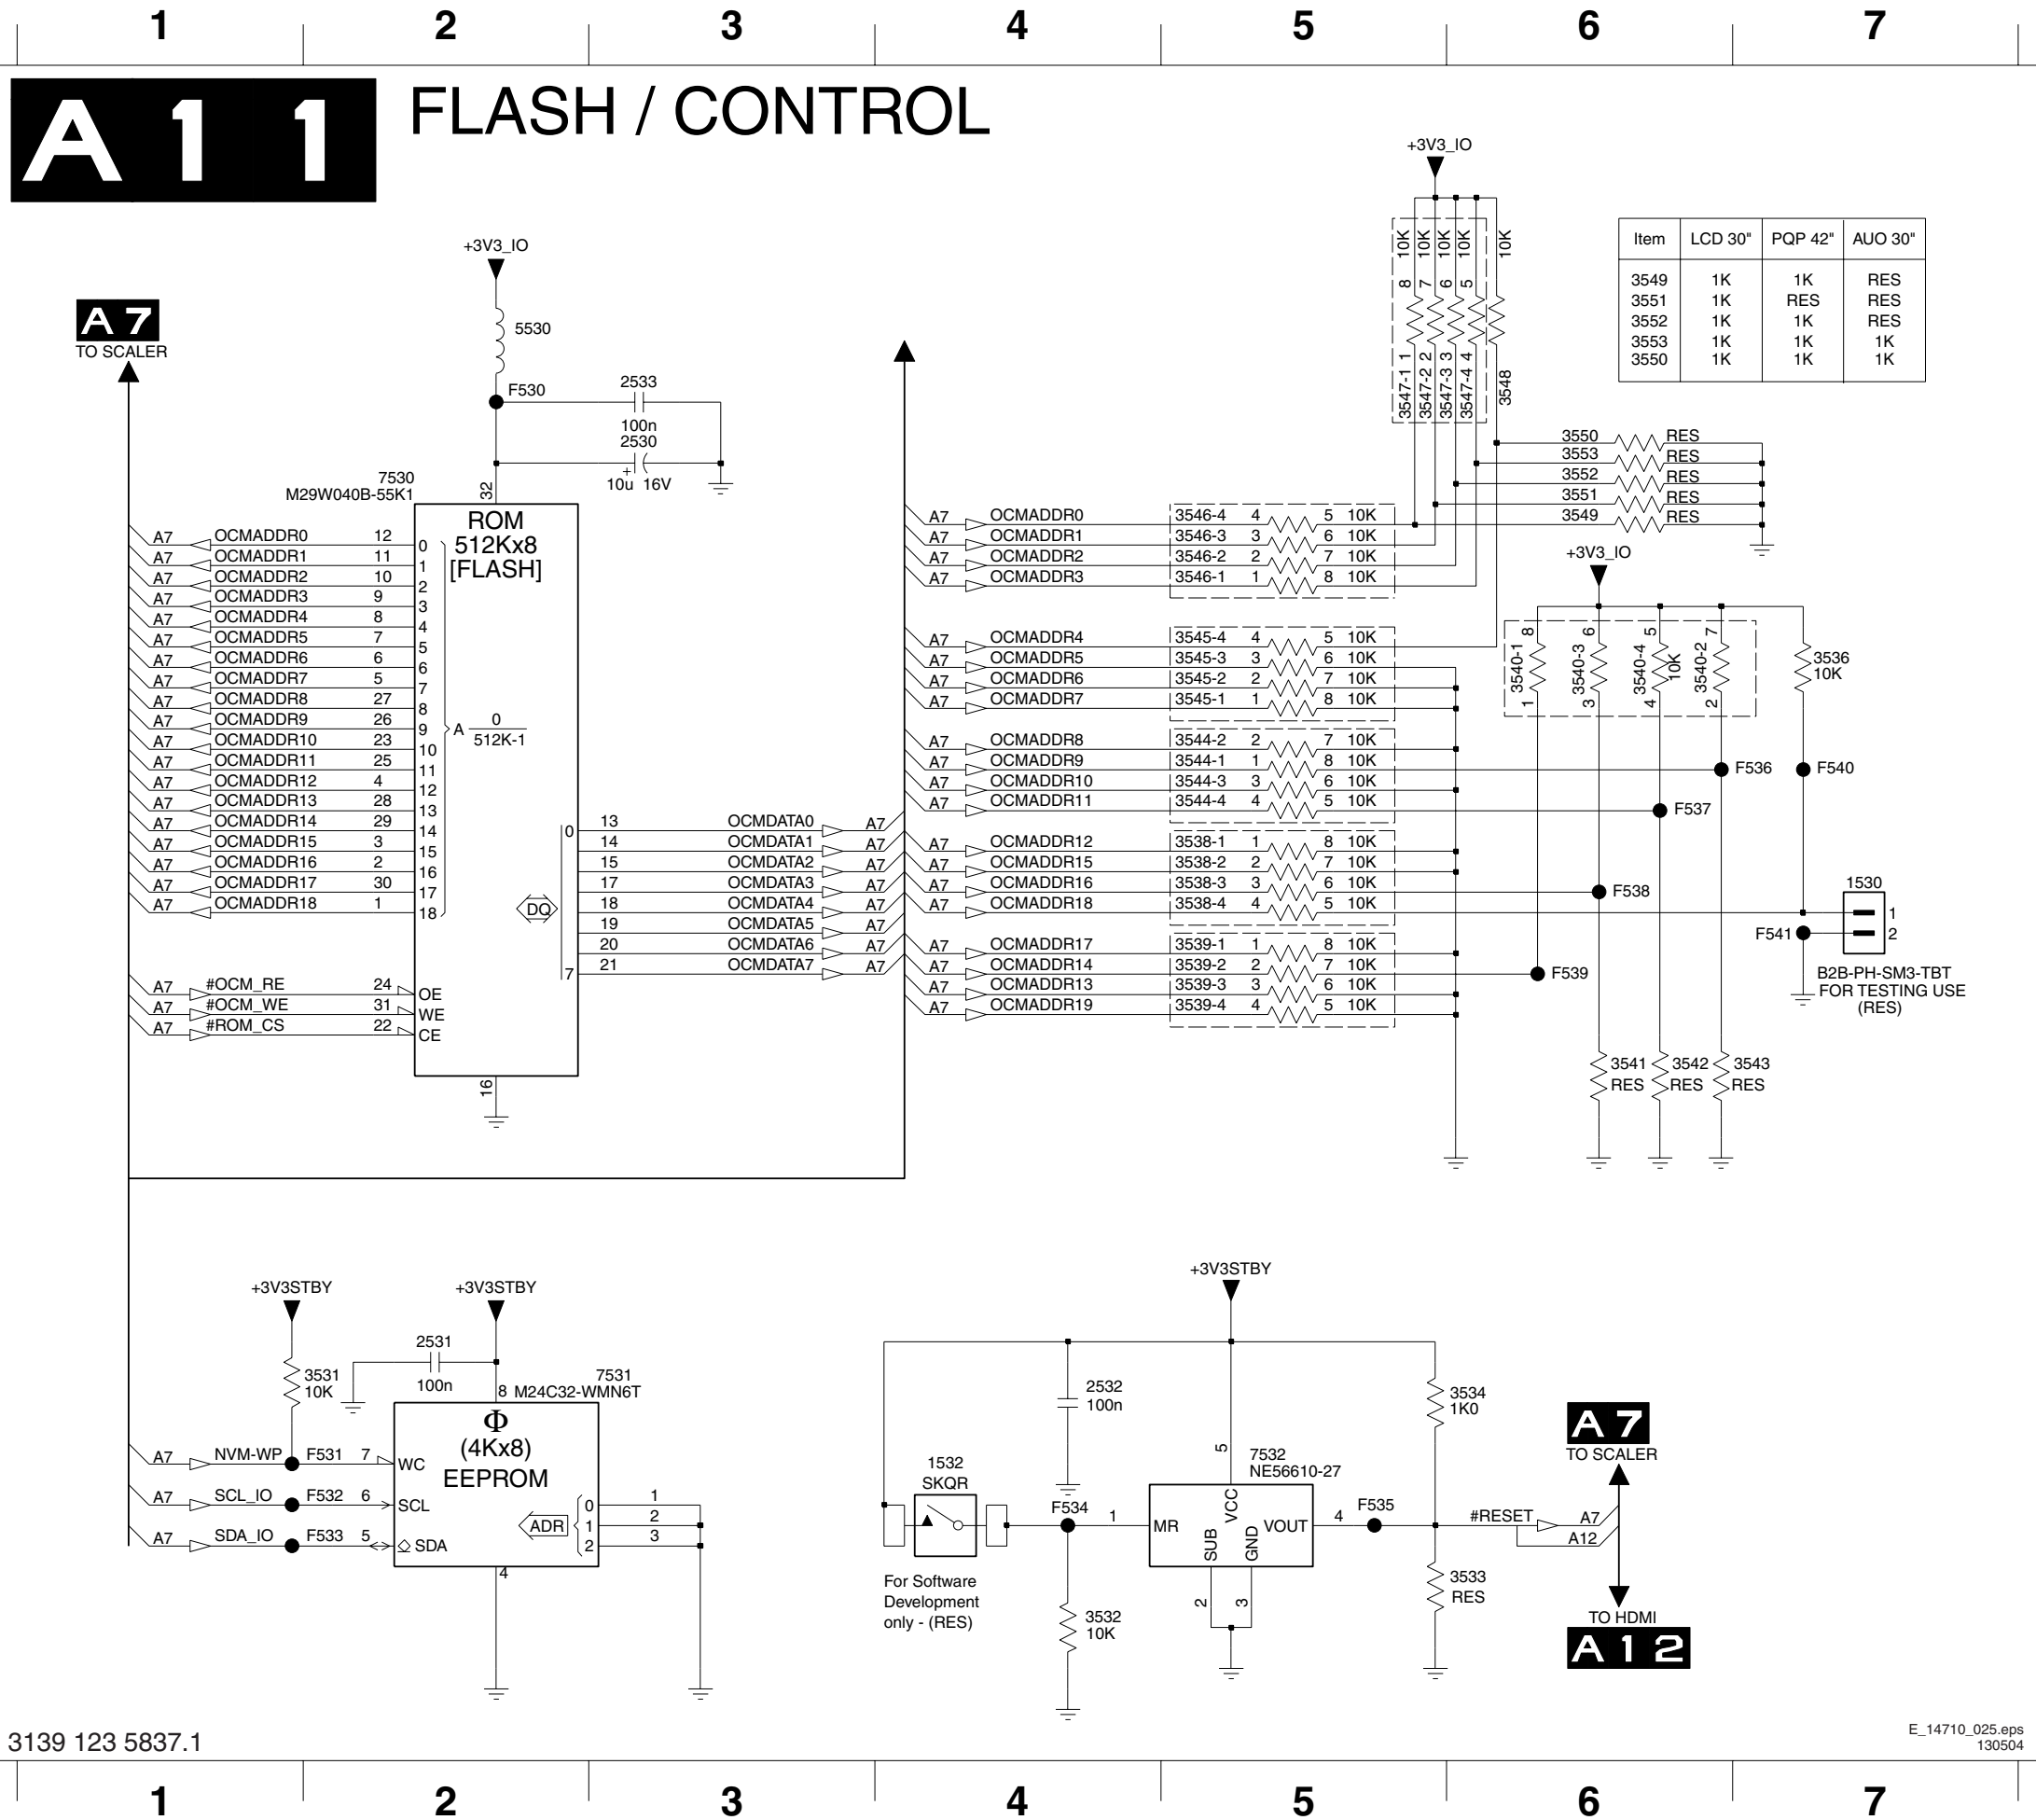 1 2 3 4 5 6 7
A11 FLASH / CONTROL
+3V3_IO
Item LCD 30" PQP 42" AUO 30"
3549 1K 1K RES
3551 1K RES RES
3552 1K 1K RES
3553 1K 1K 1K
3550 1K 1K 1K
10K 10K 10K 10K 10K
8 7 6 5
3547-1 1
3547-2 2
3547-3 3
3547-4 4
3548
3550 RES
3553 RES
3552 RES
3551 RES
3549 RES
+3V3_IO
5530
F530
2533
100n
2530
+
10u 16V
A7
TO SCALER
7530
M29W040B-55K1
32
ROM
512Kx8
[FLASH]
A7 OCMADDR0 12 0
A7 OCMADDR1 11 1
A7 OCMADDR2 10 2
A7 OCMADDR3 9 3
A7 OCMADDR4 8 4
A7 OCMADDR5 7 5
A7 OCMADDR6 6 6
A7 OCMADDR7 5 7
A7 OCMADDR8 27 8
A7 OCMADDR9 26 9
A7 OCMADDR10 23 10
A7 OCMADDR11 25 11
A7 OCMADDR12 4 12
A7 OCMADDR13 28 13
A7 OCMADDR14 29 14
A7 OCMADDR15 3 15
A7 OCMADDR16 2 16
A7 OCMADDR17 30 17
A7 OCMADDR18 1 18
A 0
512K-1
DQ
0
7
13 OCMDATA0 A7
14 OCMDATA1 A7
15 OCMDATA2 A7
17 OCMDATA3 A7
18 OCMDATA4 A7
19 OCMDATA5 A7
20 OCMDATA6 A7
21 OCMDATA7 A7
A7 #OCM_RE 24 OE
A7 #OCM_WE 31 WE
A7 #ROM_CS 22 CE
16
A7 OCMADDR0 3546-4 4 5 10K
A7 OCMADDR1 3546-3 3 6 10K
A7 OCMADDR2 3546-2 2 7 10K
A7 OCMADDR3 3546-1 1 8 10K
A7 OCMADDR4 3545-4 4 5 10K
A7 OCMADDR5 3545-3 3 6 10K
A7 OCMADDR6 3545-2 2 7 10K
A7 OCMADDR7 3545-1 1 8 10K
A7 OCMADDR8 3544-2 2 7 10K
A7 OCMADDR9 3544-1 1 8 10K
A7 OCMADDR10 3544-3 3 6 10K
A7 OCMADDR11 3544-4 4 5 10K
A7 OCMADDR12 3538-1 1 8 10K
A7 OCMADDR15 3538-2 2 7 10K
A7 OCMADDR16 3538-3 3 6 10K
A7 OCMADDR18 3538-4 4 5 10K
A7 OCMADDR17 3539-1 1 8 10K
A7 OCMADDR14 3539-2 2 7 10K
A7 OCMADDR13 3539-3 3 6 10K
A7 OCMADDR19 3539-4 4 5 10K
+3V3_IO
8 6 5 7
3540-1 3540-3 3540-4 10K 3540-2
1 3 4 2
3536
10K
F536 F540
F537
F538
1530
1
F541 2
F539
B2B-PH-SM3-TBT
FOR TESTING USE
(RES)
3541 3542 3543
RES RES RES
+3V3STBY +3V3STBY
2531
100n
3531
10K
7531
8 M24C32-WMN6T
Φ
(4Kx8)
EEPROM
A7 NVM-WP F531 7 WC
A7 SCL_IO F532 6 SCL
A7 SDA_IO F533 5 SDA
ADR
0 1
1 2
2 3
4
+3V3STBY
2532
100n
3534
1K0
5
7532
NE56610-27
1532
SKQR
F534 1 MR
VCC
SUB
GND
VOUT 4 F535
#RESET A7
A12
2 3
For Software
Development
only - (RES)
3532
10K
3533
RES
A7
TO SCALER
TO HDMI
A12
3139 123 5837.1
E_14710_025.eps
130504
1 2 3 4 5 6 7